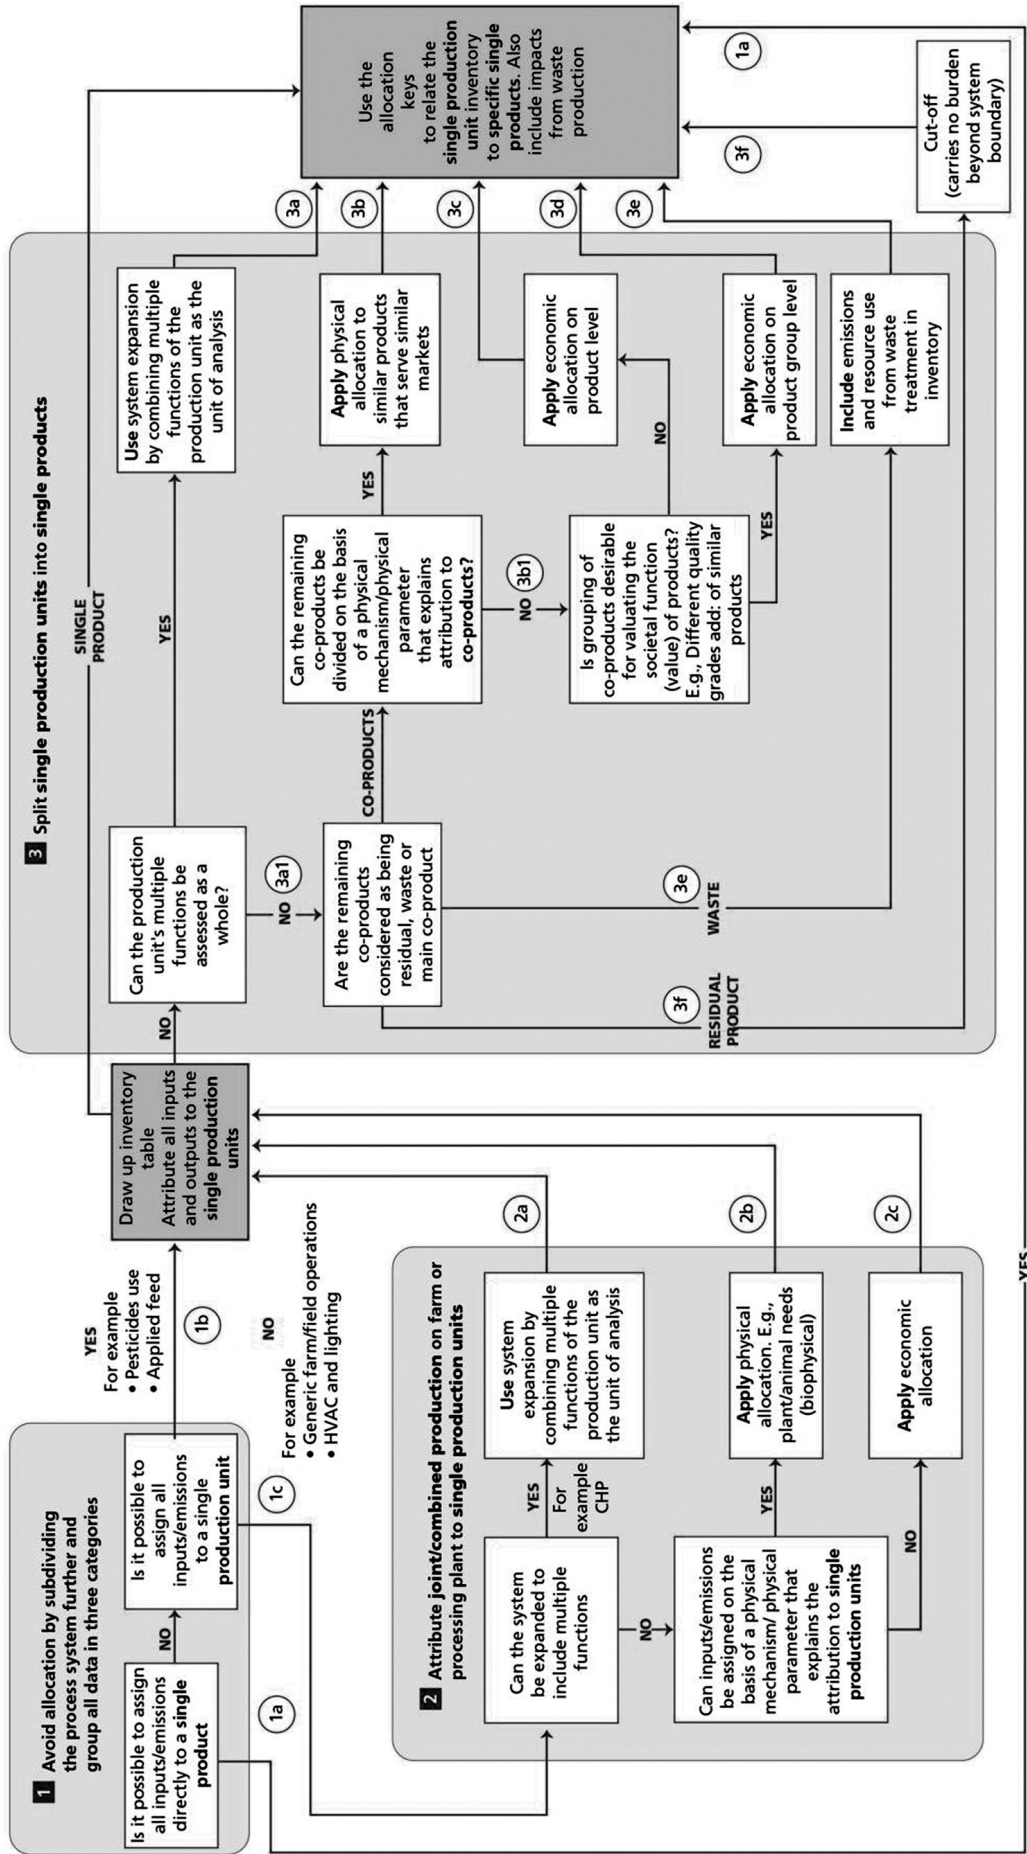 1 Avoid allocation by subdividing
the process system further and
group all data in three categories
Is it possible to assign
all inputs/emissions
directly to a single
product
NO
Is it possible to
assign all
inputs/emissions
to a single
production unit
1a
1c
YES
For example
• Pesticides use
• Applied feed
1b
NO
For example
• Generic farm/field operations
• HVAC and lighting
2 Attribute joint/combined production on farm or
processing plant to single production units
Can the system
be expanded to
include multiple
functions
YES
For
example
CHP
Use system
expansion by
combining multiple
functions of the
production unit as
the unit of analysis
2a
NO
Can inputs/emissions
be assigned on the
basis of a physical
mechanism/ physical
parameter that
explains the
attribution to single
production units
YES
Apply physical
allocation. E.g.,
plant/animal needs
(biophysical)
2b
NO
Apply economic
allocation
2c
Draw up inventory
table
Attribute all inputs
and outputs to the
single production
units
SINGLE
PRODUCT
NO
3 Split single production units into single products
Can the production
unit's multiple
functions be
assessed as a
whole?
YES
Use system expansion
by combining multiple
functions of the
production unit as the
unit of analysis
3a
NO
3a1
Are the remaining
co-products
considered as being
residual, waste or
main co-product
CO-PRODUCTS
Can the remaining
co-products be
divided on the basis
of a physical
mechanism/physical
parameter
that explains
attribution to
co-products?
YES
Apply physical
allocation to
similar products
that serve similar
markets
3b
NO
3b1
Is grouping of
co-products desirable
for valuating the
societal function
(value) of products?
E.g., Different quality
grades add: of similar
products
NO
Apply economic
allocation on
product level
3c
YES
Apply economic
allocation on
product group level
3d
3e
WASTE
Include emissions
and resource use
from waste
treatment in
inventory
3e
3f
RESIDUAL
PRODUCT
Cut-off
(carries no burden
beyond system
boundary)
3f
1a
YES
Use the
allocation
keys
to relate the
single production
unit inventory
to specific single
products. Also
include impacts
from waste
production